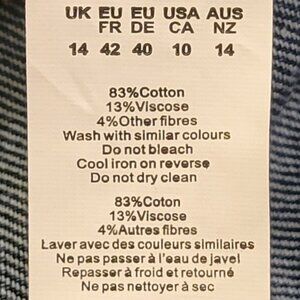 UK EU EU USA AUS
FR DE CA NZ
14 42 40 10 14
83%Cotton
13%Viscose
4%Other fibres
Wash with similar colours
Do not bleach
Cool iron on reverse
Do not dry clean
83%Coton
13%Viscose
4%Autres fibres
Laver avec des couleurs similaires
Ne pas passer à l'eau de javel
Repasser à froid et retourné
Ne pas nettoyer à sec